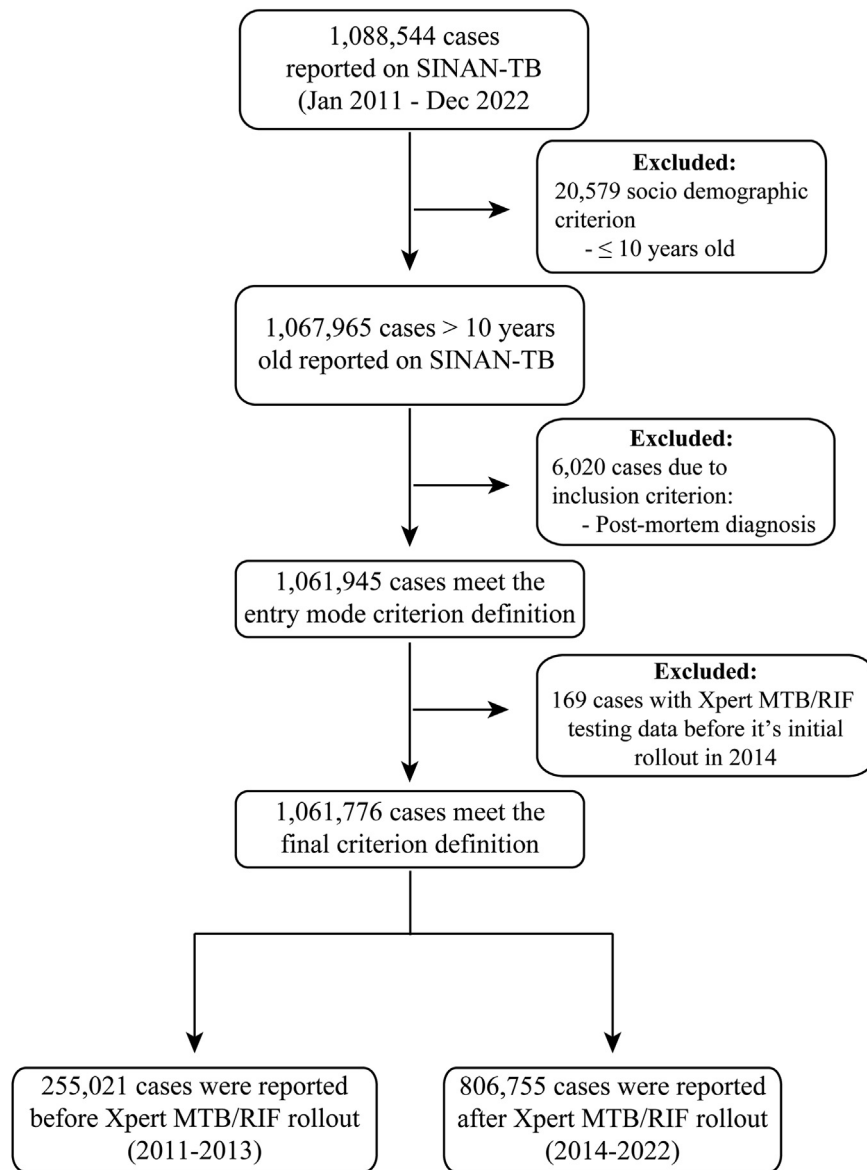 1,088,544 cases
reported on SINAN-TB
(Jan 2011 - Dec 2022
Excluded:
20,579 socio demographic
criterion
- ≤ 10 years old
1,067,965 cases > 10 years
old reported on SINAN-TB
Excluded:
6,020 cases due to
inclusion criterion:
- Post-mortem diagnosis
1,061,945 cases meet the
entry mode criterion definition
Excluded:
169 cases with Xpert MTB/RIF
testing data before it’s initial
rollout in 2014
1,061,776 cases meet the
final criterion definition
255,021 cases were reported
before Xpert MTB/RIF rollout
(2011-2013)
806,755 cases were reported
after Xpert MTB/RIF rollout
(2014-2022)